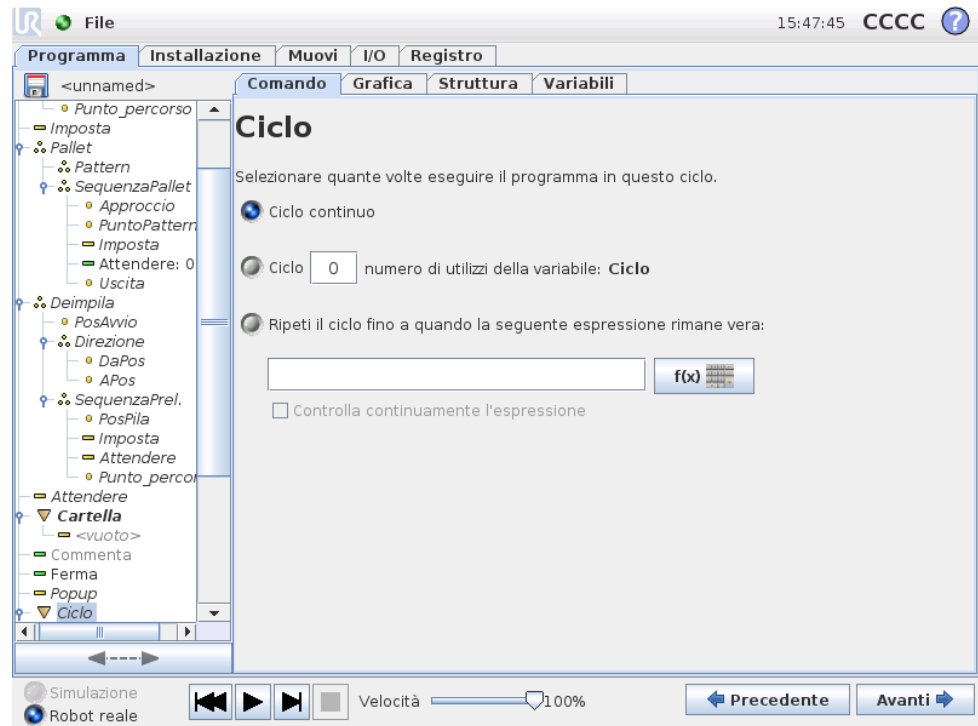 UR File 15:47:45 CCCC ?
Programma Installazione Muovi I/O Registro
<unnamed>
Comando Grafica Struttura Variabili
Punto_percorso
Imposta
Pallet
Pattern
SequenzaPallet
Approccio
PuntoPattern
Imposta
Attendere: 0
Uscita
Deimpila
PosAvvio
Direzione
DaPos
APos
SequenzaPrel.
PosPila
Imposta
Attendere
Punto_percor
Attendere
Cartella
<vuoto>
Commenta
Ferma
Popup
Ciclo
Ciclo
Selezionare quante volte eseguire il programma in questo ciclo.
Ciclo continuo
Ciclo 0 numero di utilizzi della variabile: Ciclo
Ripeti il ciclo fino a quando la seguente espressione rimane vera:
f(x)
Controlla continuamente l'espressione
Simulazione
Robot reale
Velocità 100%
Precedente Avanti